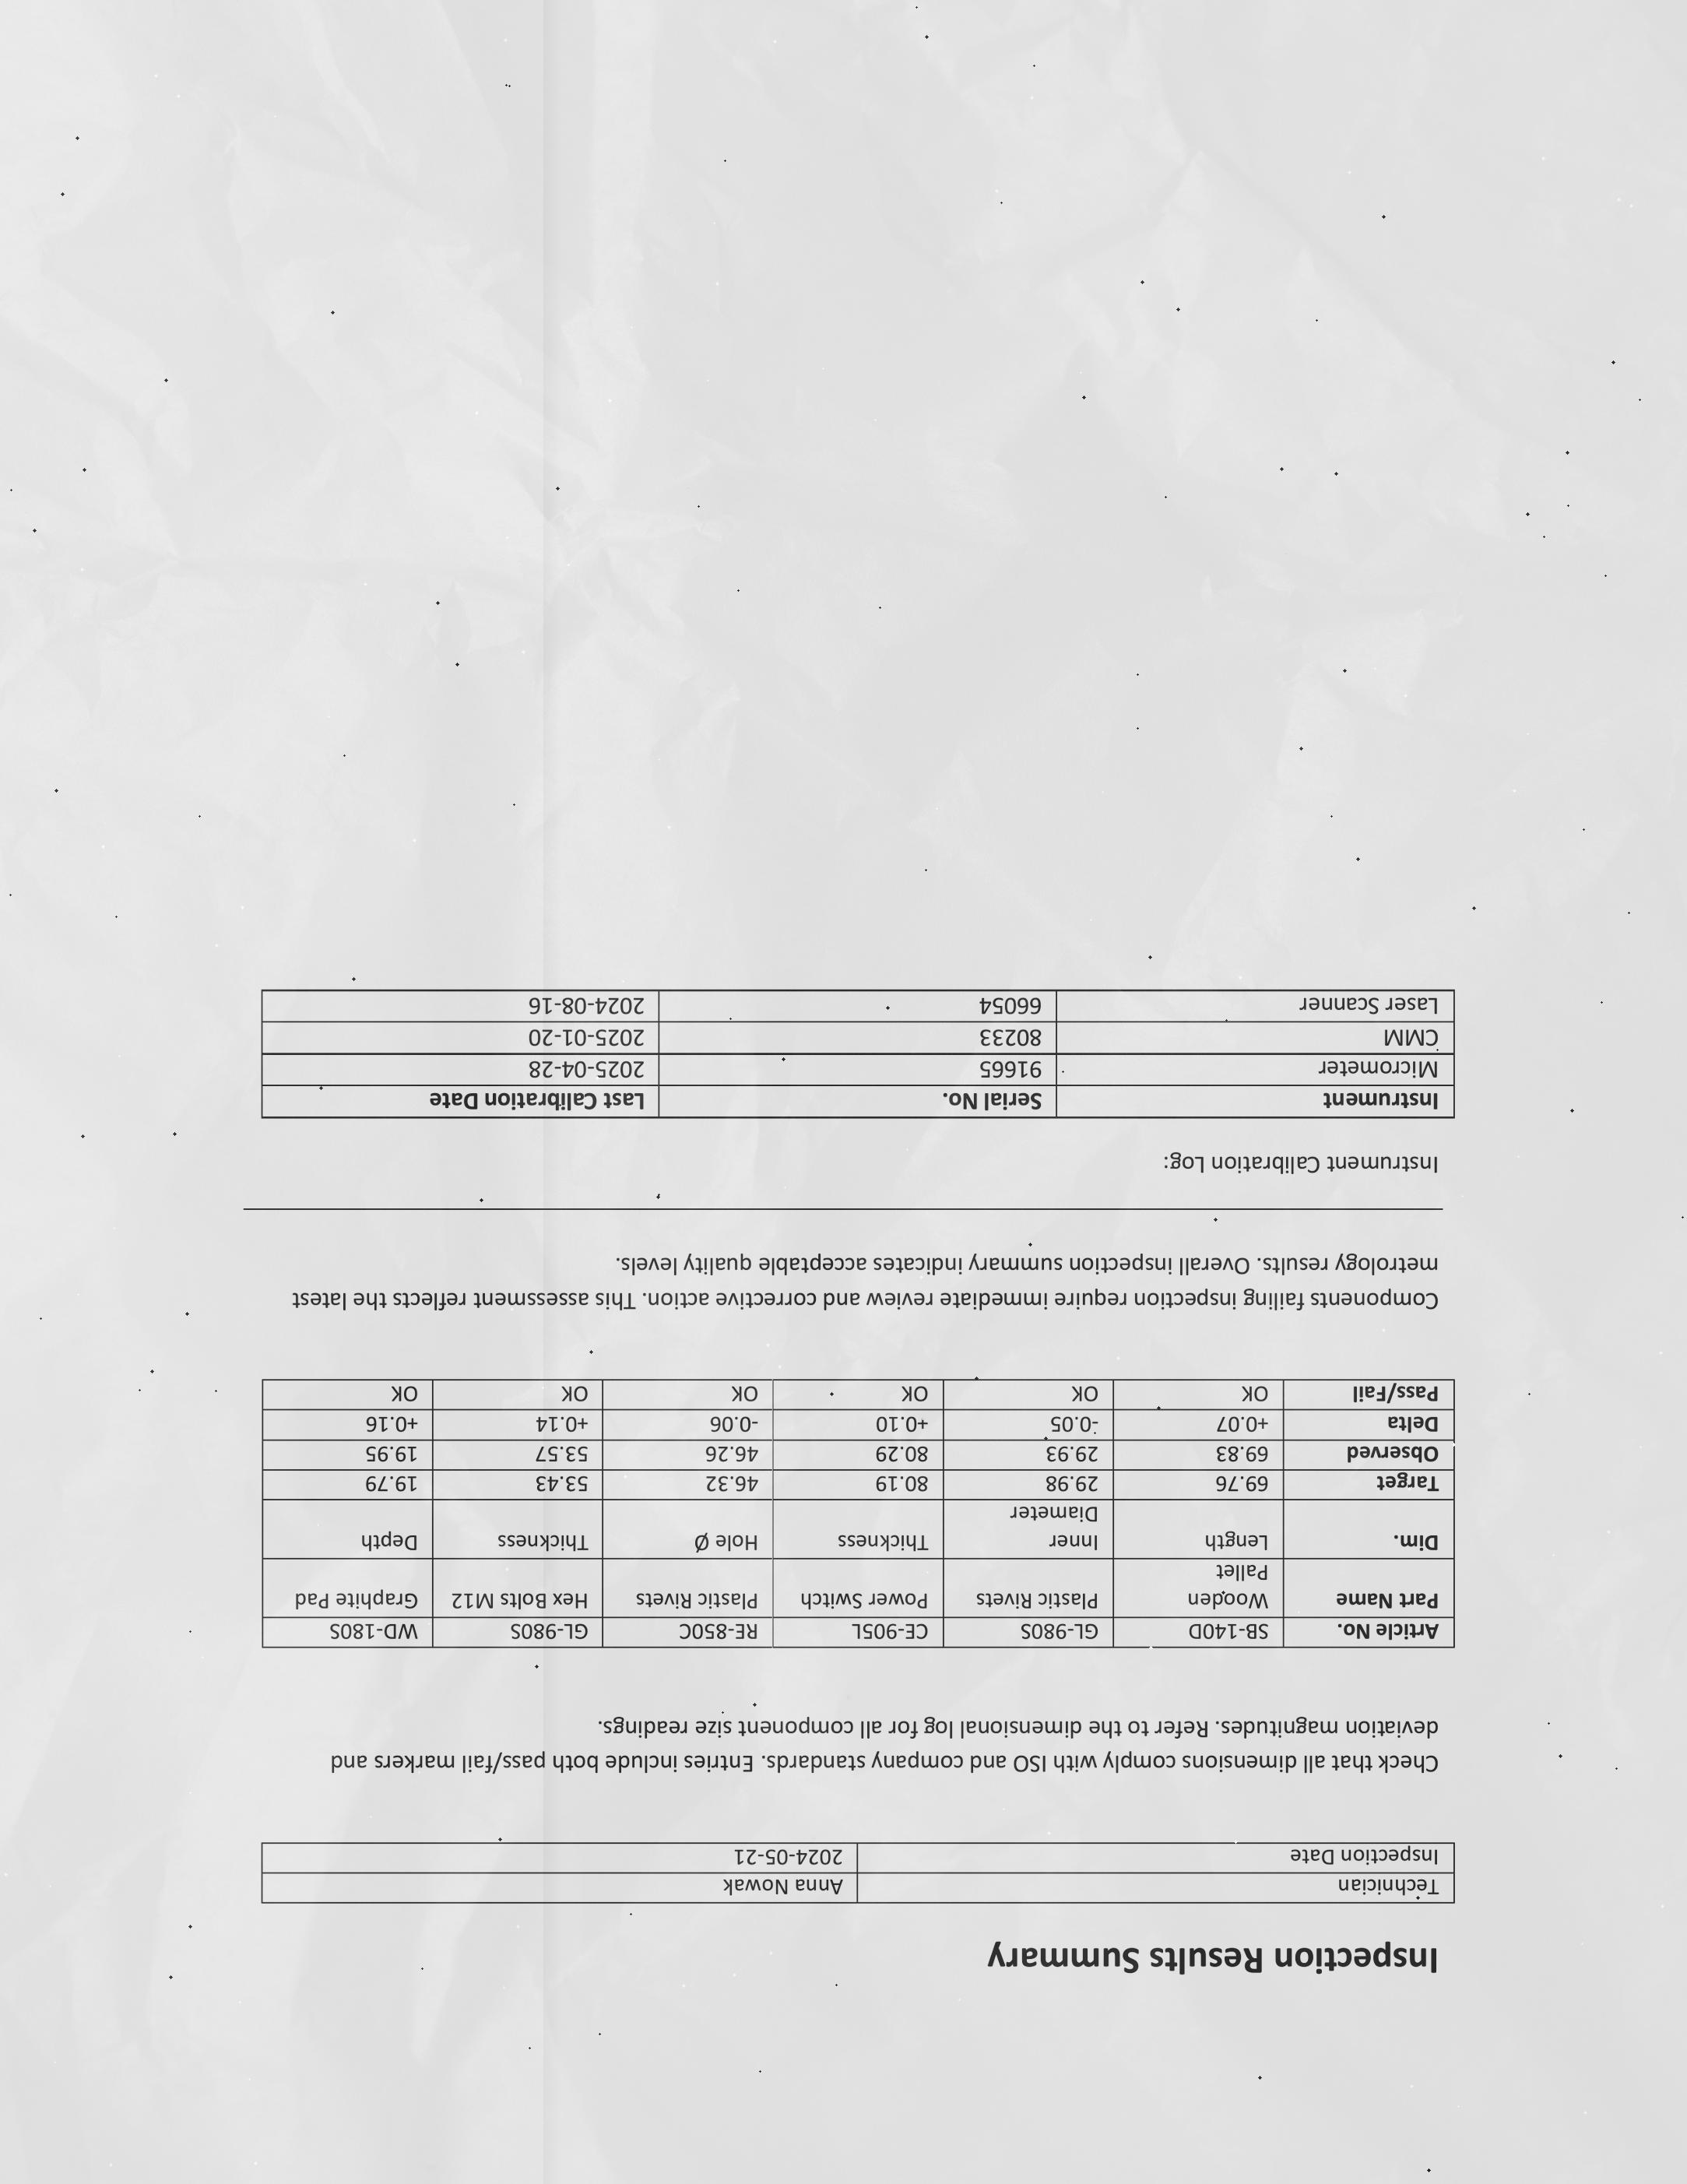 Inspection Results Summary
Technician Anna Nowak
Inspection Date 2024-05-21
Check that all dimensions comply with ISO and company standards. Entries include both pass/fail markers and
deviation magnitudes. Refer to the dimensional log for all component size readings.
Article No. SB-140D GL-980S CE-905L RE-850C GL-980S WD-180S
Part Name Wooden Pallet Plastic Rivets Power Switch Plastic Rivets Hex Bolts M12 Graphite Pad
Dim. Length Inner Diameter Thickness Hole Ø Thickness Depth
Target 69.76 29.98 80.19 46.32 53.43 19.79
Observed 69.83 29.93 80.29 46.26 53.57 19.95
Delta +0.07 -0.05 +0.10 -0.06 +0.14 +0.16
Pass/Fail OK OK OK OK OK OK
Components failing inspection require immediate review and corrective action. This assessment reflects the latest
metrology results. Overall inspection summary indicates acceptable quality levels.
Instrument Calibration Log:
Instrument Serial No. Last Calibration Date
Micrometer 91665 2025-04-28
CMM 80233 2025-01-20
Laser Scanner 66054 2024-08-16